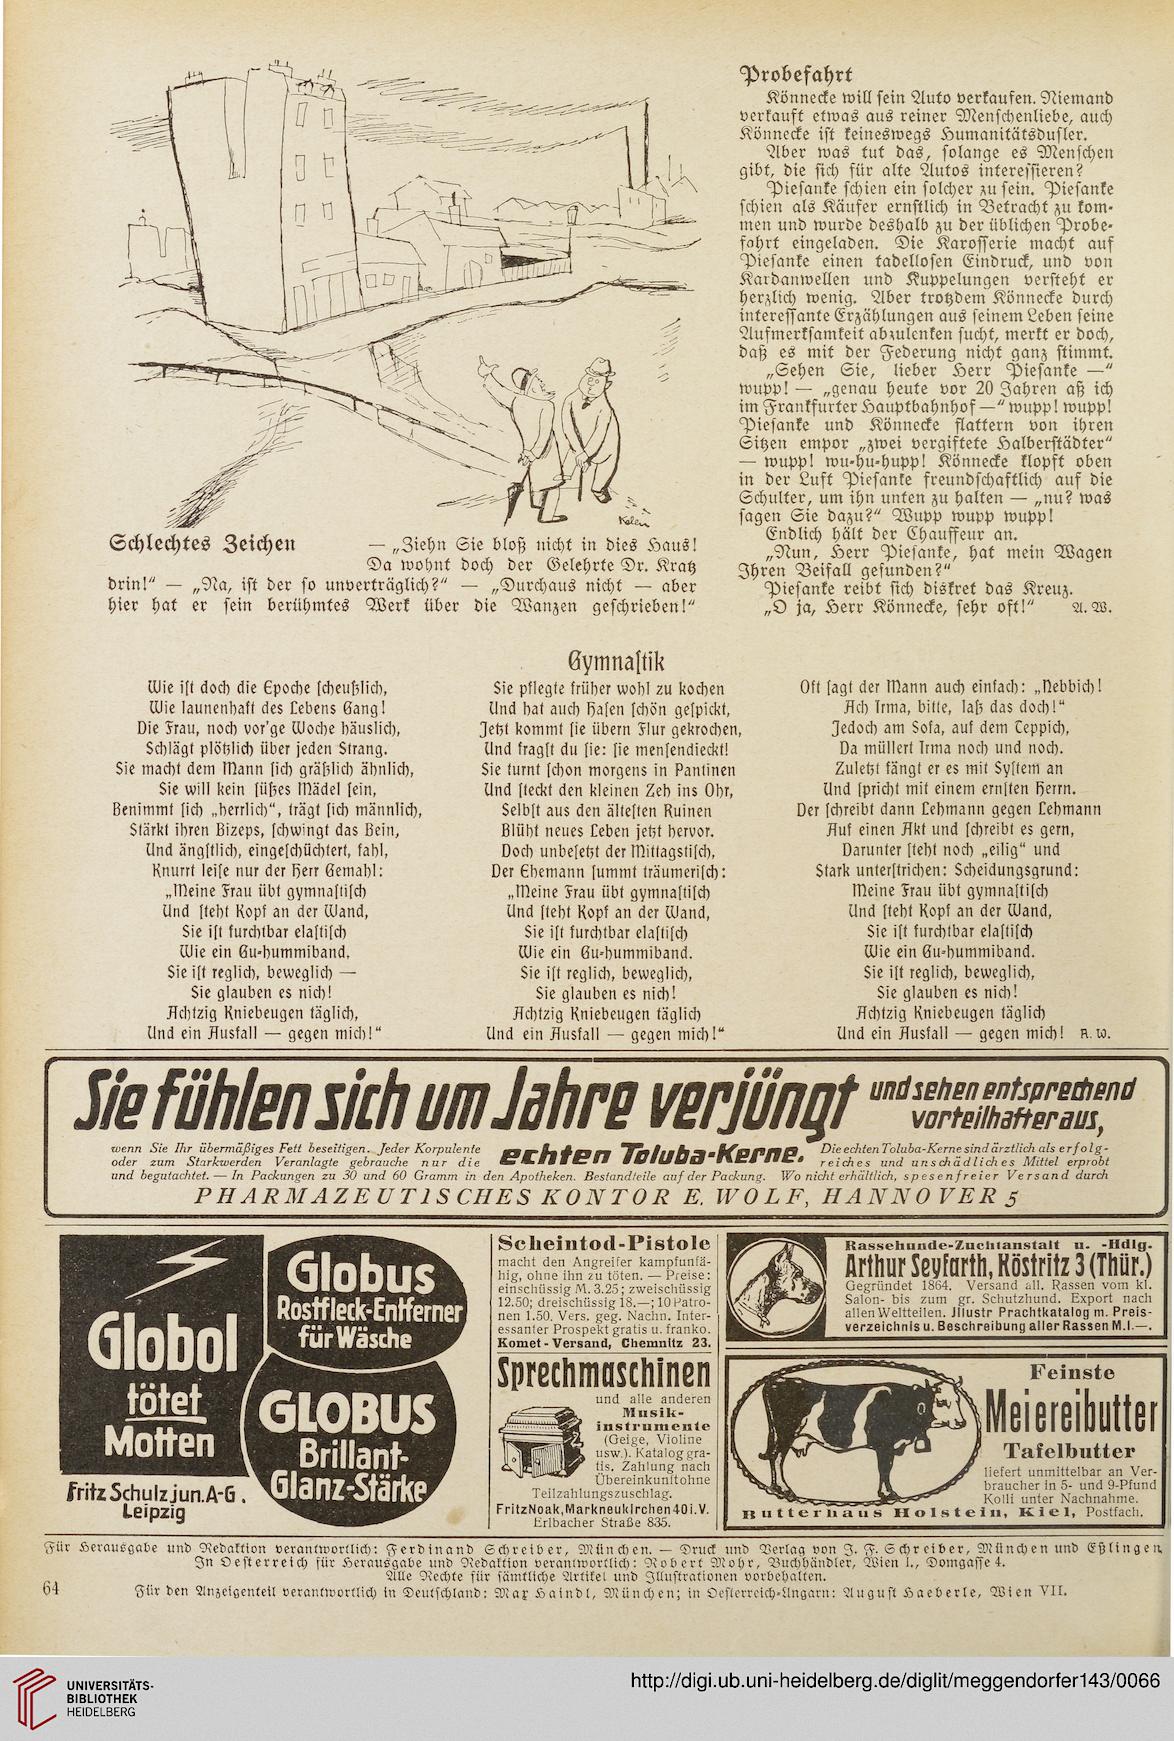 Kelen
Schlechtes Zeichen — „Ziehn Sie bloß nicht in dies Haus!
Da wohnt doch der Gelehrte Dr. Kratz
drin!“ — „Na, ist der so unverträglich?“ — „Durchaus nicht — aber
hier hat er sein berühmtes Werk über die Wanzen geschrieben!“
Probefahrt
Könnecke will sein Auto verkaufen. Niemand
verkauft etwas aus reiner Menschenliebe, auch
Könnecke ist keineswegs Humanitätsdusler.
Aber was tut das, solange es Menschen
gibt, die sich für alte Autos interessieren?
Piesanke schien ein solcher zu sein. Piesanke
schien als Käufer ernstlich in Betracht zu kom-
men und wurde deshalb zu der üblichen Probe-
fahrt eingeladen. Die Karosserie macht auf
Piesanke einen tadellosen Eindruck, und von
Kardanwellen und Kuppelungen versteht er
herzlich wenig. Aber trotzdem Könnecke durch
interessante Erzählungen aus seinem Leben seine
Aufmerksamkeit abzulenken sucht, merkt er doch,
daß es mit der Federung nicht ganz stimmt.
„Sehen Sie, lieber Herr Piesanke —“
wupp! — „genau heute vor 20 Jahren aß ich
im Frankfurter Hauptbahnhof —“ wupp! wupp!
Piesanke und Könnecke flattern von ihren
Sitzen empor „zwei vergiftete Halberstädter“
— wupp! wu-hu-hupp! Könnecke klopft oben
in der Luft Piesanke freundschaftlich auf die
Schulter, um ihn unten zu halten — „nu? was
sagen Sie dazu?“ Wupp wupp wupp!
Endlich hält der Chauffeur an.
„Nun, Herr Piesanke, hat mein Wagen
Ihren Beifall gefunden?“
Piesanke reibt sich diskret das Kreuz.
„O ja, Herr Könnecke, sehr oft!“ A. W.
Gymnastik
Wie ist doch die Epoche scheußlich,
Wie launenhaft des Lebens Gang!
Die Frau, noch vor'ge Woche häuslich,
Schlägt plötzlich über jeden Strang.
Sie macht dem Mann sich gräßlich ähnlich,
Sie will kein süßes Mädel sein,
Benimmt sich „herrlich“, trägt sich männlich,
Stärkt ihren Bizeps, schwingt das Bein,
Und ängstlich, eingeschüchtert, fahl,
Knurrt leise nur der Herr Gemahl:
„Meine Frau übt gymnastisch
Und steht Kopf an der Wand,
Sie ist furchtbar elastisch
Wie ein Gu-hummiband.
Sie ist reglich, beweglich —
Sie glauben es nich!
Achtzig Kniebeugen täglich,
Und ein Ausfall — gegen mich!“
Sie pflegte früher wohl zu kochen
Und hat auch Hasen schön gespickt,
Jetzt kommt sie übern Flur gekrochen,
Und fragst du sie: sie mensendieckt!
Sie turnt schon morgens in Pantinen
Und steckt den kleinen Zeh ins Ohr,
Selbst aus den ältesten Ruinen
Blüht neues Leben jetzt hervor.
Doch unbesetzt der Mittagstisch,
Der Ehemann summt träumerisch:
„Meine Frau übt gymnastisch
Und steht Kopf an der Wand,
Sie ist furchtbar elastisch
Wie ein Gu-hummiband.
Sie ist reglich, beweglich,
Sie glauben es nich!
Achtzig Kniebeugen täglich
Und ein Ausfall — gegen mich!“
Oft sagt der Mann auch einfach: „Nebbich!
Ach Irma, bitte, laß das doch!“
Jedoch am Sofa, auf dem Teppich,
Da müllert Irma noch und noch.
Zuletzt fängt er es mit System an
Und spricht mit einem ernsten Herrn.
Der schreibt dann Lehmann gegen Lehmann
Auf einen Akt und schreibt es gern,
Darunter steht noch „eilig“ und
Stark unterstrichen: Scheidungsgrund:
Meine Frau übt gymnastisch
Und steht Kopf an der Wand,
Sie ist furchtbar elastisch
Wie ein Gu-hummiband.
Sie ist reglich, beweglich,
Sie glauben es nich!
Achtzig Kniebeugen täglich
Und ein Ausfall — gegen mich! A. W.
Sie fühlen sich um Jahre verjüngt und sehen entsprechend
vorteilhafter aus,
wenn Sie Ihr übermäßiges Fett beseitigen. Jeder Korpulente
oder zum Starkwerden Veranlagte gebrauche nur die
echten Toluba-Kerne.
Die echten Toluba-Kerne sind ärztlich als erfolg-
reiches und unschädliches Mittel erprobt
und begutachtet. — In Packungen zu 30 und 60 Gramm in den Apotheken. Bestandteile auf der Packung. Wo nicht erhältlich, spesenfreier Versand durch
PHARMAZEUTISCHES KONTOR E. WOLF, HANNOVER 5
Globol
tötet
Motten
Fritz Schulz jun. A-G.
Leipzig
Globus
Rostfleck-Entferner
für Wäsche
GLOBUS
Brillant-
Glanz-Stärke
Scheintod-Pistole
macht den Angreifer kampfunfä-
hig, ohne ihn zu töten. — Preise:
einschüssig M. 3.25; zweischüssig
12.50; dreischüssig 18.—; 10 Patro-
nen 1.50. Vers. geg. Nachn. Inter-
essanter Prospekt gratis u. franko.
Komet-Versand, Chemnitz 23.
Sprechmaschinen
und alle anderen
Musik-
instrumente
(Geige, Violine
usw.). Katalog gra-
tis. Zahlung nach
Übereinkunft ohne
Teilzahlungszuschlag.
Fritz Noak, Markneukirchen 40 i. V.
Erlbacher Straße 835.
Rassehunde-Zuchtanstalt u. -Hdlg.
Arthur Seyfarth, Köstritz 3 (Thür.)
Gegründet 1864. Versand all. Rassen vom kl.
Salon- bis zum gr. Schutzhund. Export nach
allen Weltteilen. Jllustr Prachtkatalog m. Preis-
verzeichnis u. Beschreibung aller Rassen M.1.—.
Feinste
Meiereibutter
Tafelbutter
liefert unmittelbar an Ver-
braucher in 5- und 9-Pfund
Kolli unter Nachnahme.
Butterhaus Holstein, Kiel, Postfach.
Für Herausgabe und Redaktion verantwortlich: Ferdinand Schreiber, München. — Druck und Verlag von J. F. Schreiber, München und Eßlingen.
In Oesterreich für Herausgabe und Redaktion verantwortlich: Robert Mohr, Buchhändler, Wien I., Domgasse 4.
Alle Rechte für sämtliche Artikel und Illustrationen vorbehalten.
64 Für den Anzeigenteil verantwortlich in Deutschland: Max Haindl, München; in Oesterreich-Ungarn: August Haeberle, Wien VII.
UNIVERSITÄTS-
BIBLIOTHEK
HEIDELBERG
http://digi.ub.uni-heidelberg.de/diglit/meggendorfer143/0066